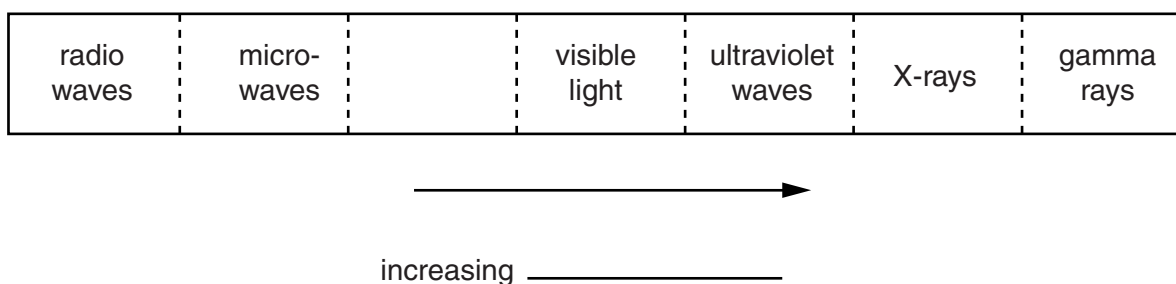 radio waves
micro-
waves
visible light
ultraviolet waves
X-rays
gamma rays
increasing